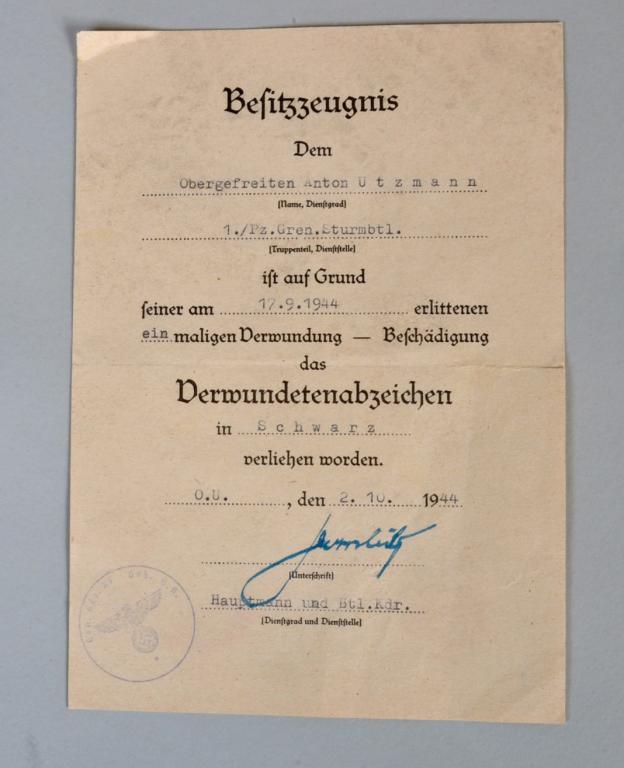 Besitzzeugnis
Dem
Obergefreiten Anton U t z m a n n
(Name, Dienstgrad)
1./Pz.Gren.Sturmbtl.
(Truppenteil, Dienststelle)
ist auf Grund
seiner am 17.9.1944 erlittenen
ein maligen Verwundung — Beschädigung
das
Verwundetenabzeichen
in S c h w a r z
verliehen worden.
O.U. , den 2. 10. 1944
(Unterschrift)
Hauptmann und Btl.Kdr.
(Dienstgrad und Dienststelle)